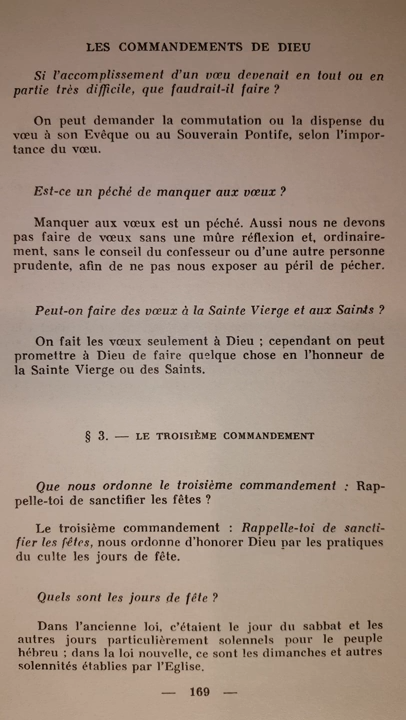 LES COMMANDEMENTS DE DIEU
Si l'accomplissement d'un vœu devenait en tout ou en
partie très difficile, que faudrait-il faire ?
On peut demander la commutation ou la dispense du
vœu à son Evêque ou au Souverain Pontife, selon l'impor-
tance du vœu.
Est-ce un péché de manquer aux vœux ?
Manquer aux vœux est un péché. Aussi nous ne devons
pas faire de vœux sans une mûre réflexion et, ordinaire-
ment, sans le conseil du confesseur ou d'une autre personne
prudente, afin de ne pas nous exposer au péril de pécher.
Peut-on faire des vœux à la Sainte Vierge et aux Saints ?
On fait les vœux seulement à Dieu ; cependant on peut
promettre à Dieu de faire quelque chose en l'honneur de
la Sainte Vierge ou des Saints.
§ 3. — LE TROISIÈME COMMANDEMENT
Que nous ordonne le troisième commandement : Rap-
pelle-toi de sanctifier les fêtes ?
Le troisième commandement : Rappelle-toi de sancti-
fier les fêtes, nous ordonne d'honorer Dieu par les pratiques
du culte les jours de fête.
Quels sont les jours de fête ?
Dans l'ancienne loi, c'étaient le jour du sabbat et les
autres jours particulièrement solennels pour le peuple
hébreu ; dans la loi nouvelle, ce sont les dimanches et autres
solennités établies par l'Eglise.
— 169 —